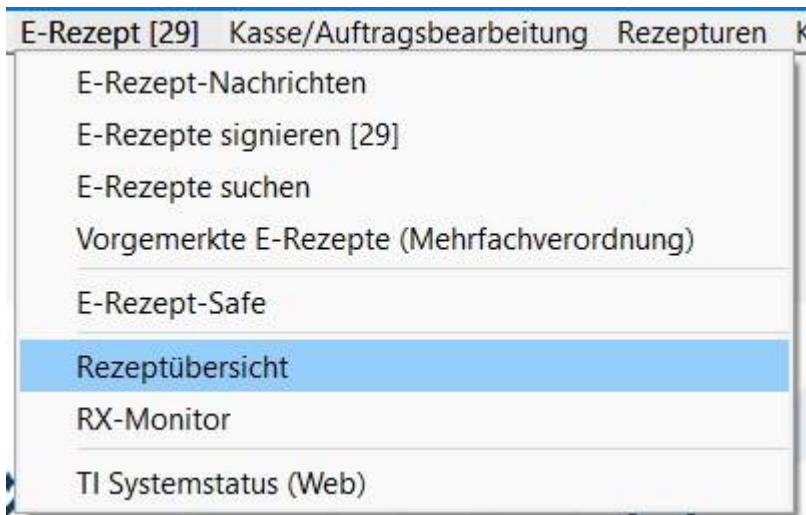 E-Rezept [29] Kasse/Auftragsbearbeitung Rezepturen
E-Rezept-Nachrichten
E-Rezepte signieren [29]
E-Rezepte suchen
Vorgemerkte E-Rezepte (Mehrfachverordnung)
E-Rezept-Safe
Rezeptübersicht
RX-Monitor
TI Systemstatus (Web)